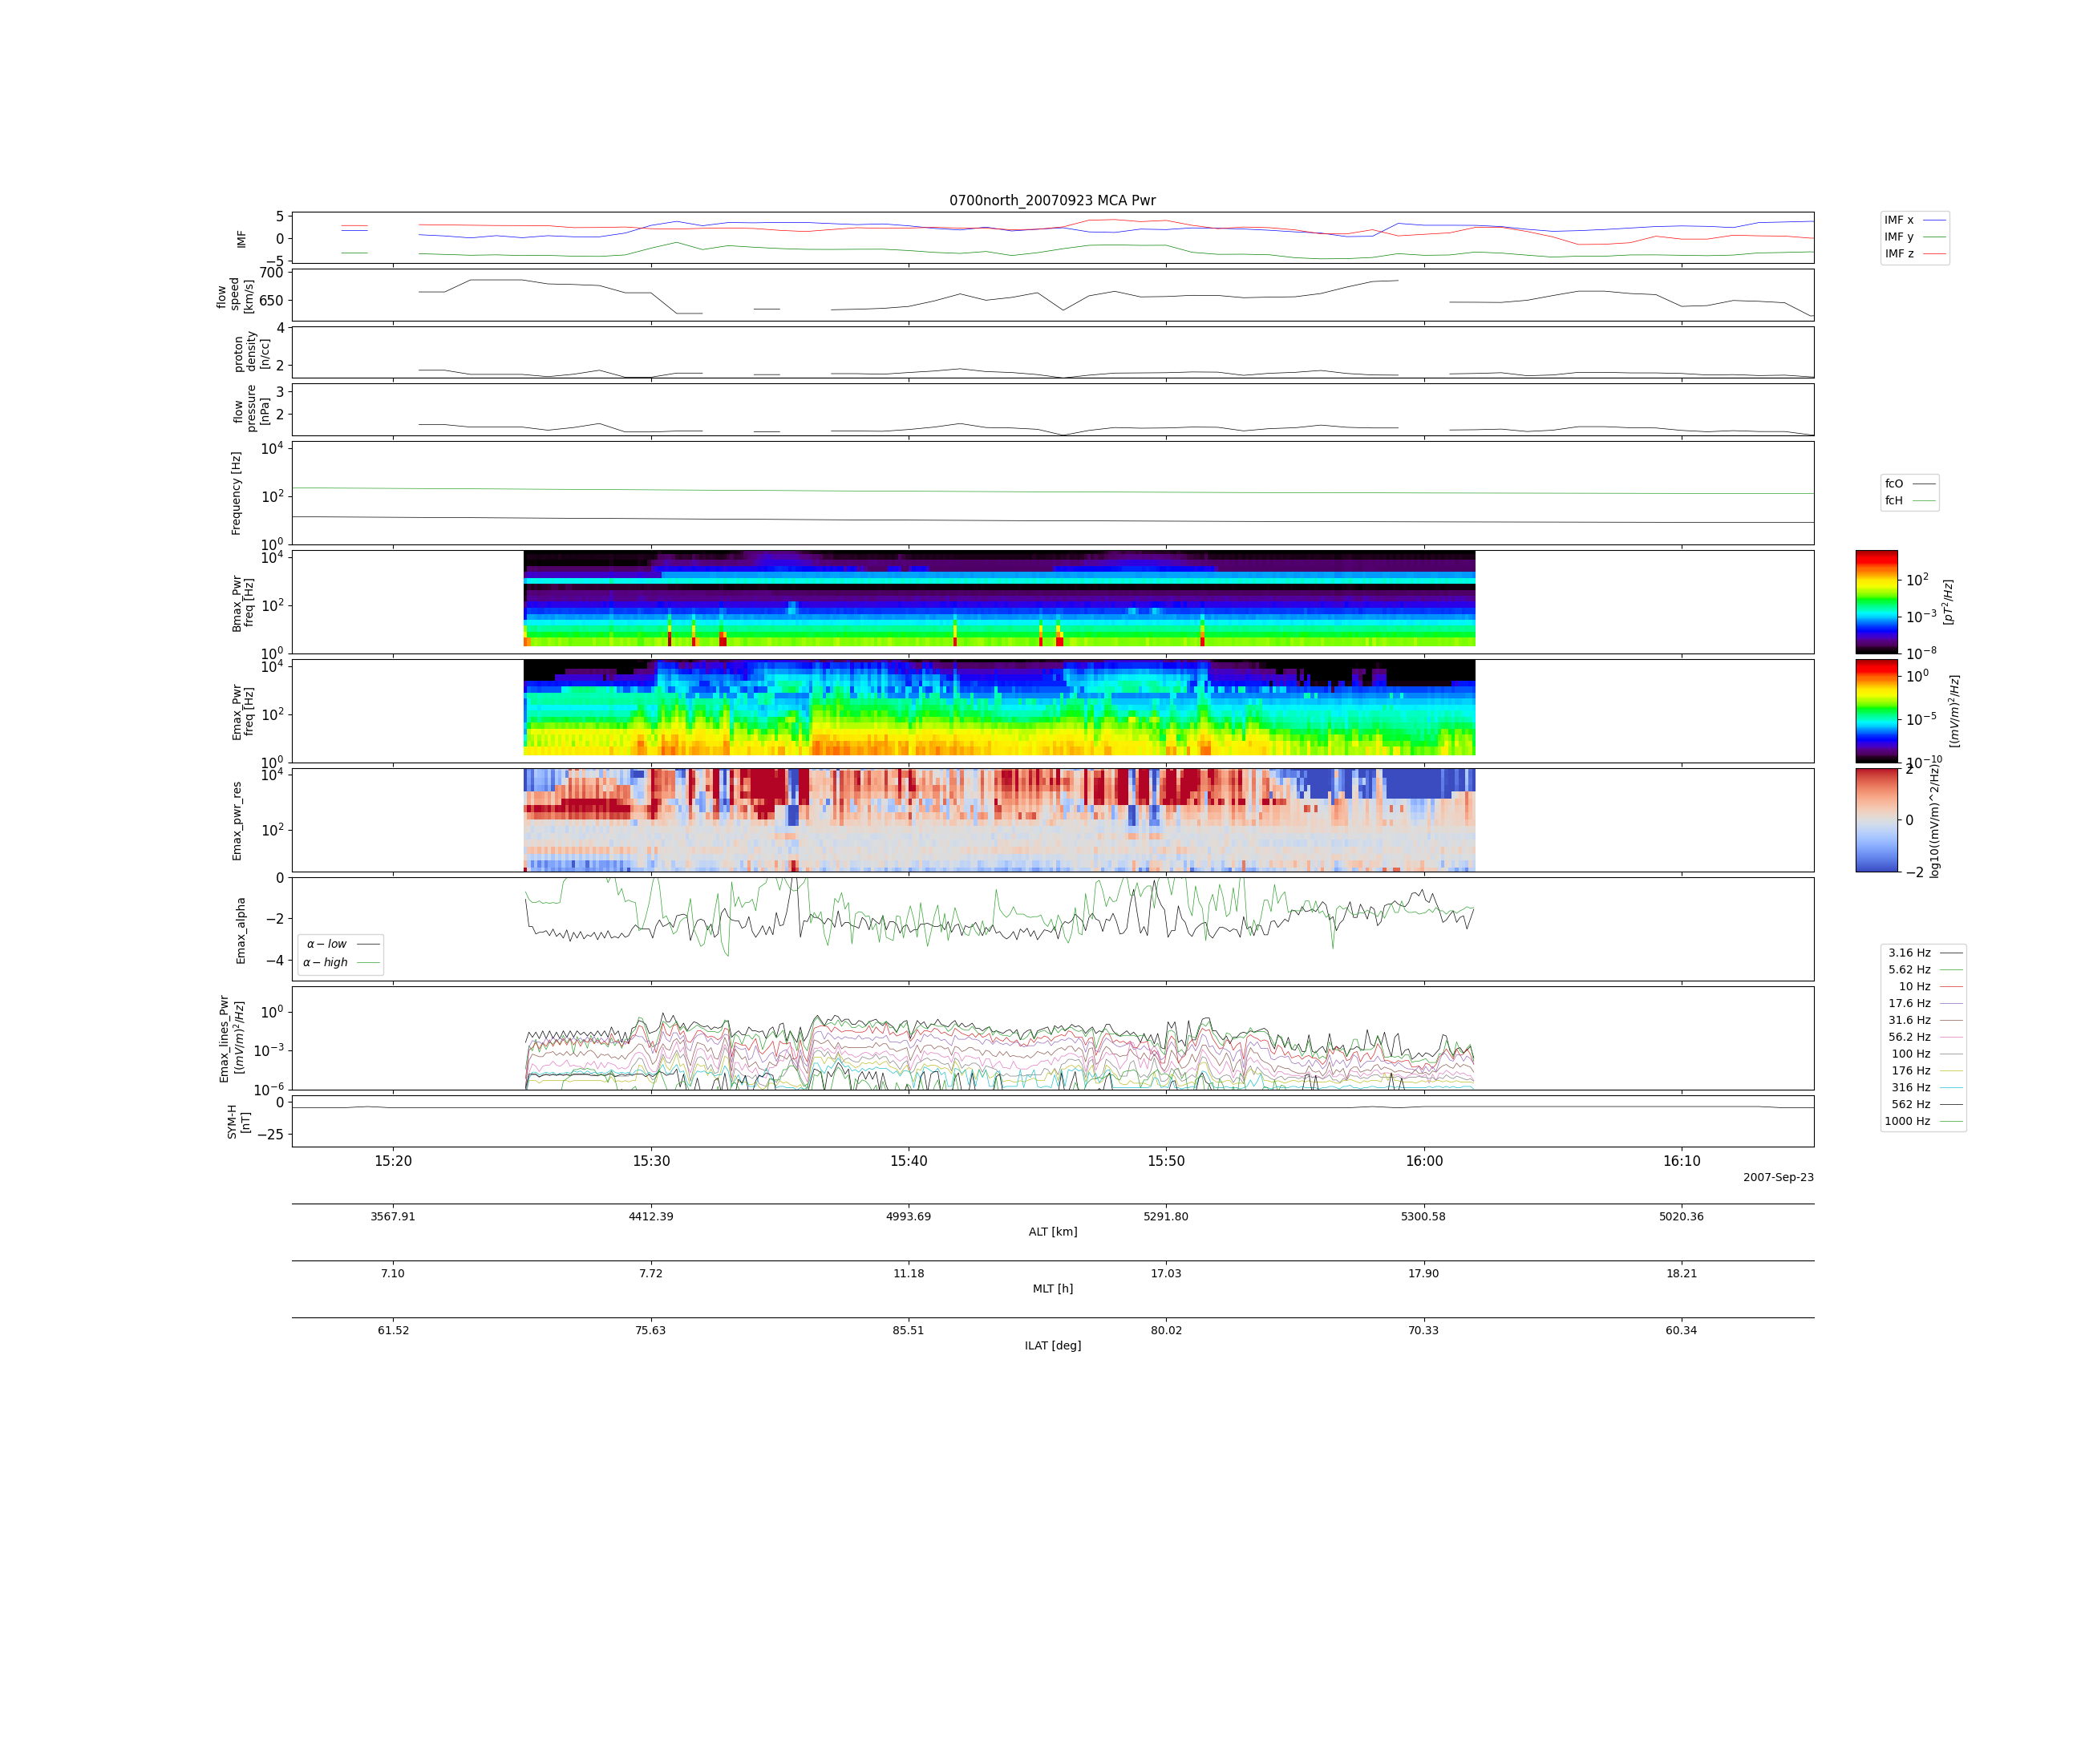 0700north_20070923 MCA Pwr
IMF
5
0
−5
IMF x
IMF y
IMF z
flow
speed
[km/s]
700
650
proton
density
[n/cc]
4
2
flow
pressure
[nPa]
3
2
Frequency [Hz]
10^4
10^2
10^0
fcO
fcH
Bmax_Pwr
freq [Hz]
10^4
10^2
10^0
10^2
10^−3
10^−8
[pT^2/Hz]
Emax_Pwr
freq [Hz]
10^4
10^2
10^0
10^0
10^−5
10^−10
[(mV/m)^2/Hz]
Emax_pwr_res
10^4
10^2
2
0
−2
log10((mV/m)^2/Hz)
Emax_alpha
0
−2
−4
α − low
α − high
Emax_lines_Pwr
[(mV/m)^2/Hz]
10^0
10^−3
10^−6
3.16 Hz
5.62 Hz
10 Hz
17.6 Hz
31.6 Hz
56.2 Hz
100 Hz
176 Hz
316 Hz
562 Hz
1000 Hz
SYM-H
[nT]
0
−25
15:20 15:30 15:40 15:50 16:00 16:10
2007-Sep-23
3567.91 4412.39 4993.69 5291.80 5300.58 5020.36
ALT [km]
7.10 7.72 11.18 17.03 17.90 18.21
MLT [h]
61.52 75.63 85.51 80.02 70.33 60.34
ILAT [deg]